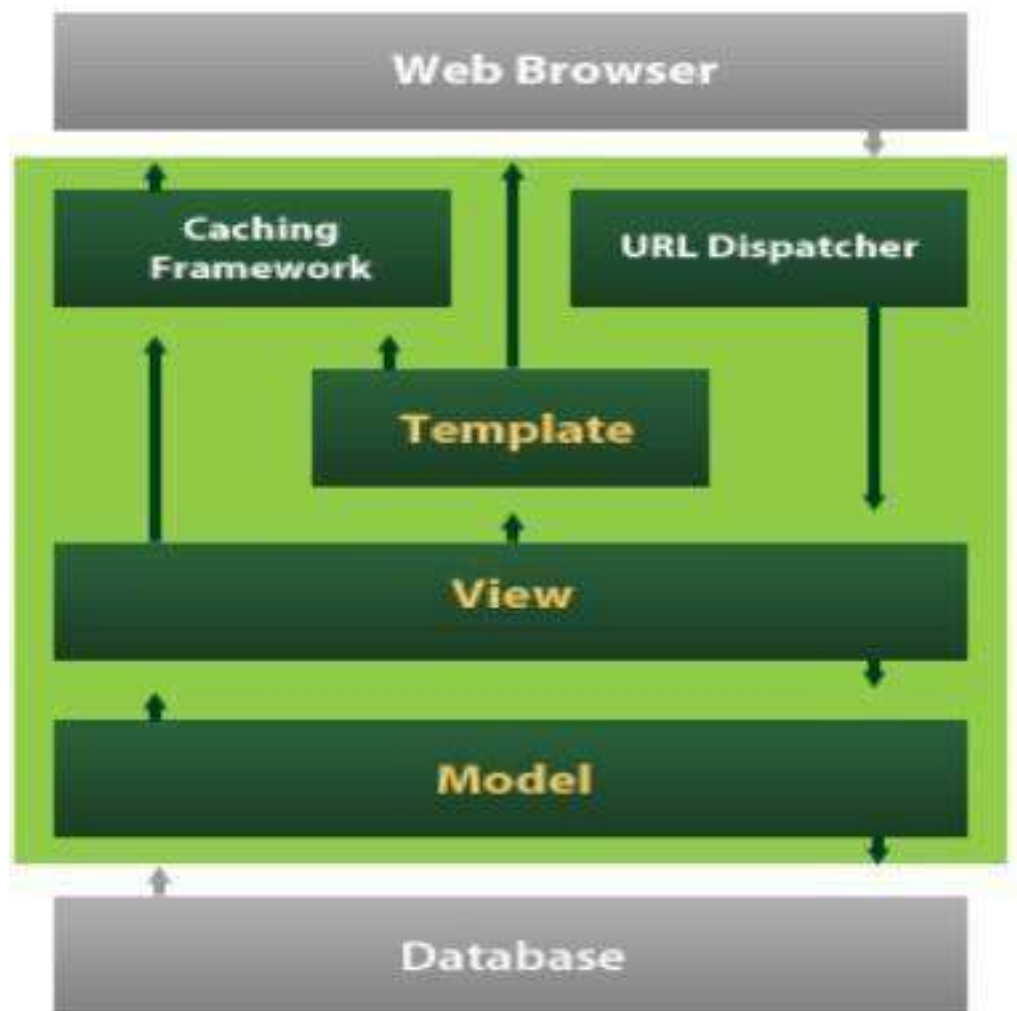 Web Browser
Caching
Framework
URL Dispatcher
Template
View
Model
Database